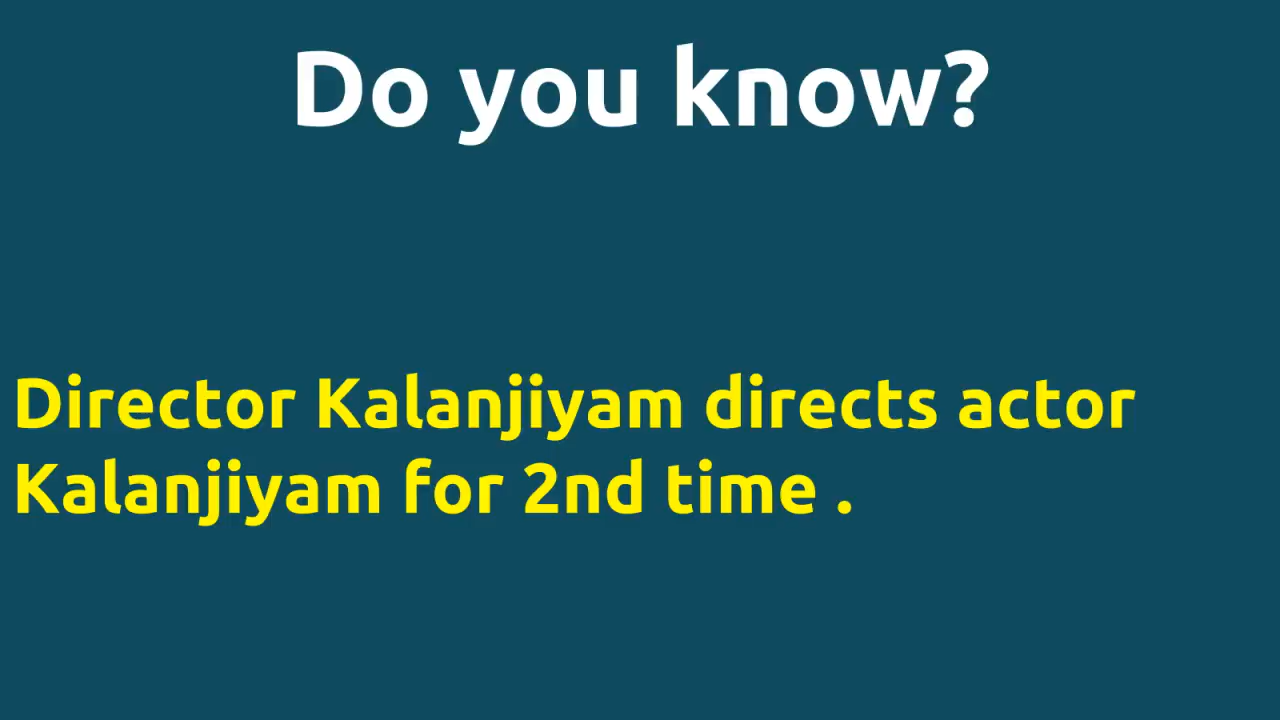 Do you know?
Director Kalanjiyam directs actor
Kalanjiyam for 2nd time .